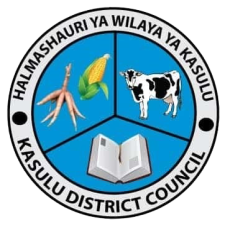 HALMASHAURI YA WILAYA YA KASULU
KASULU DISTRICT COUNCIL